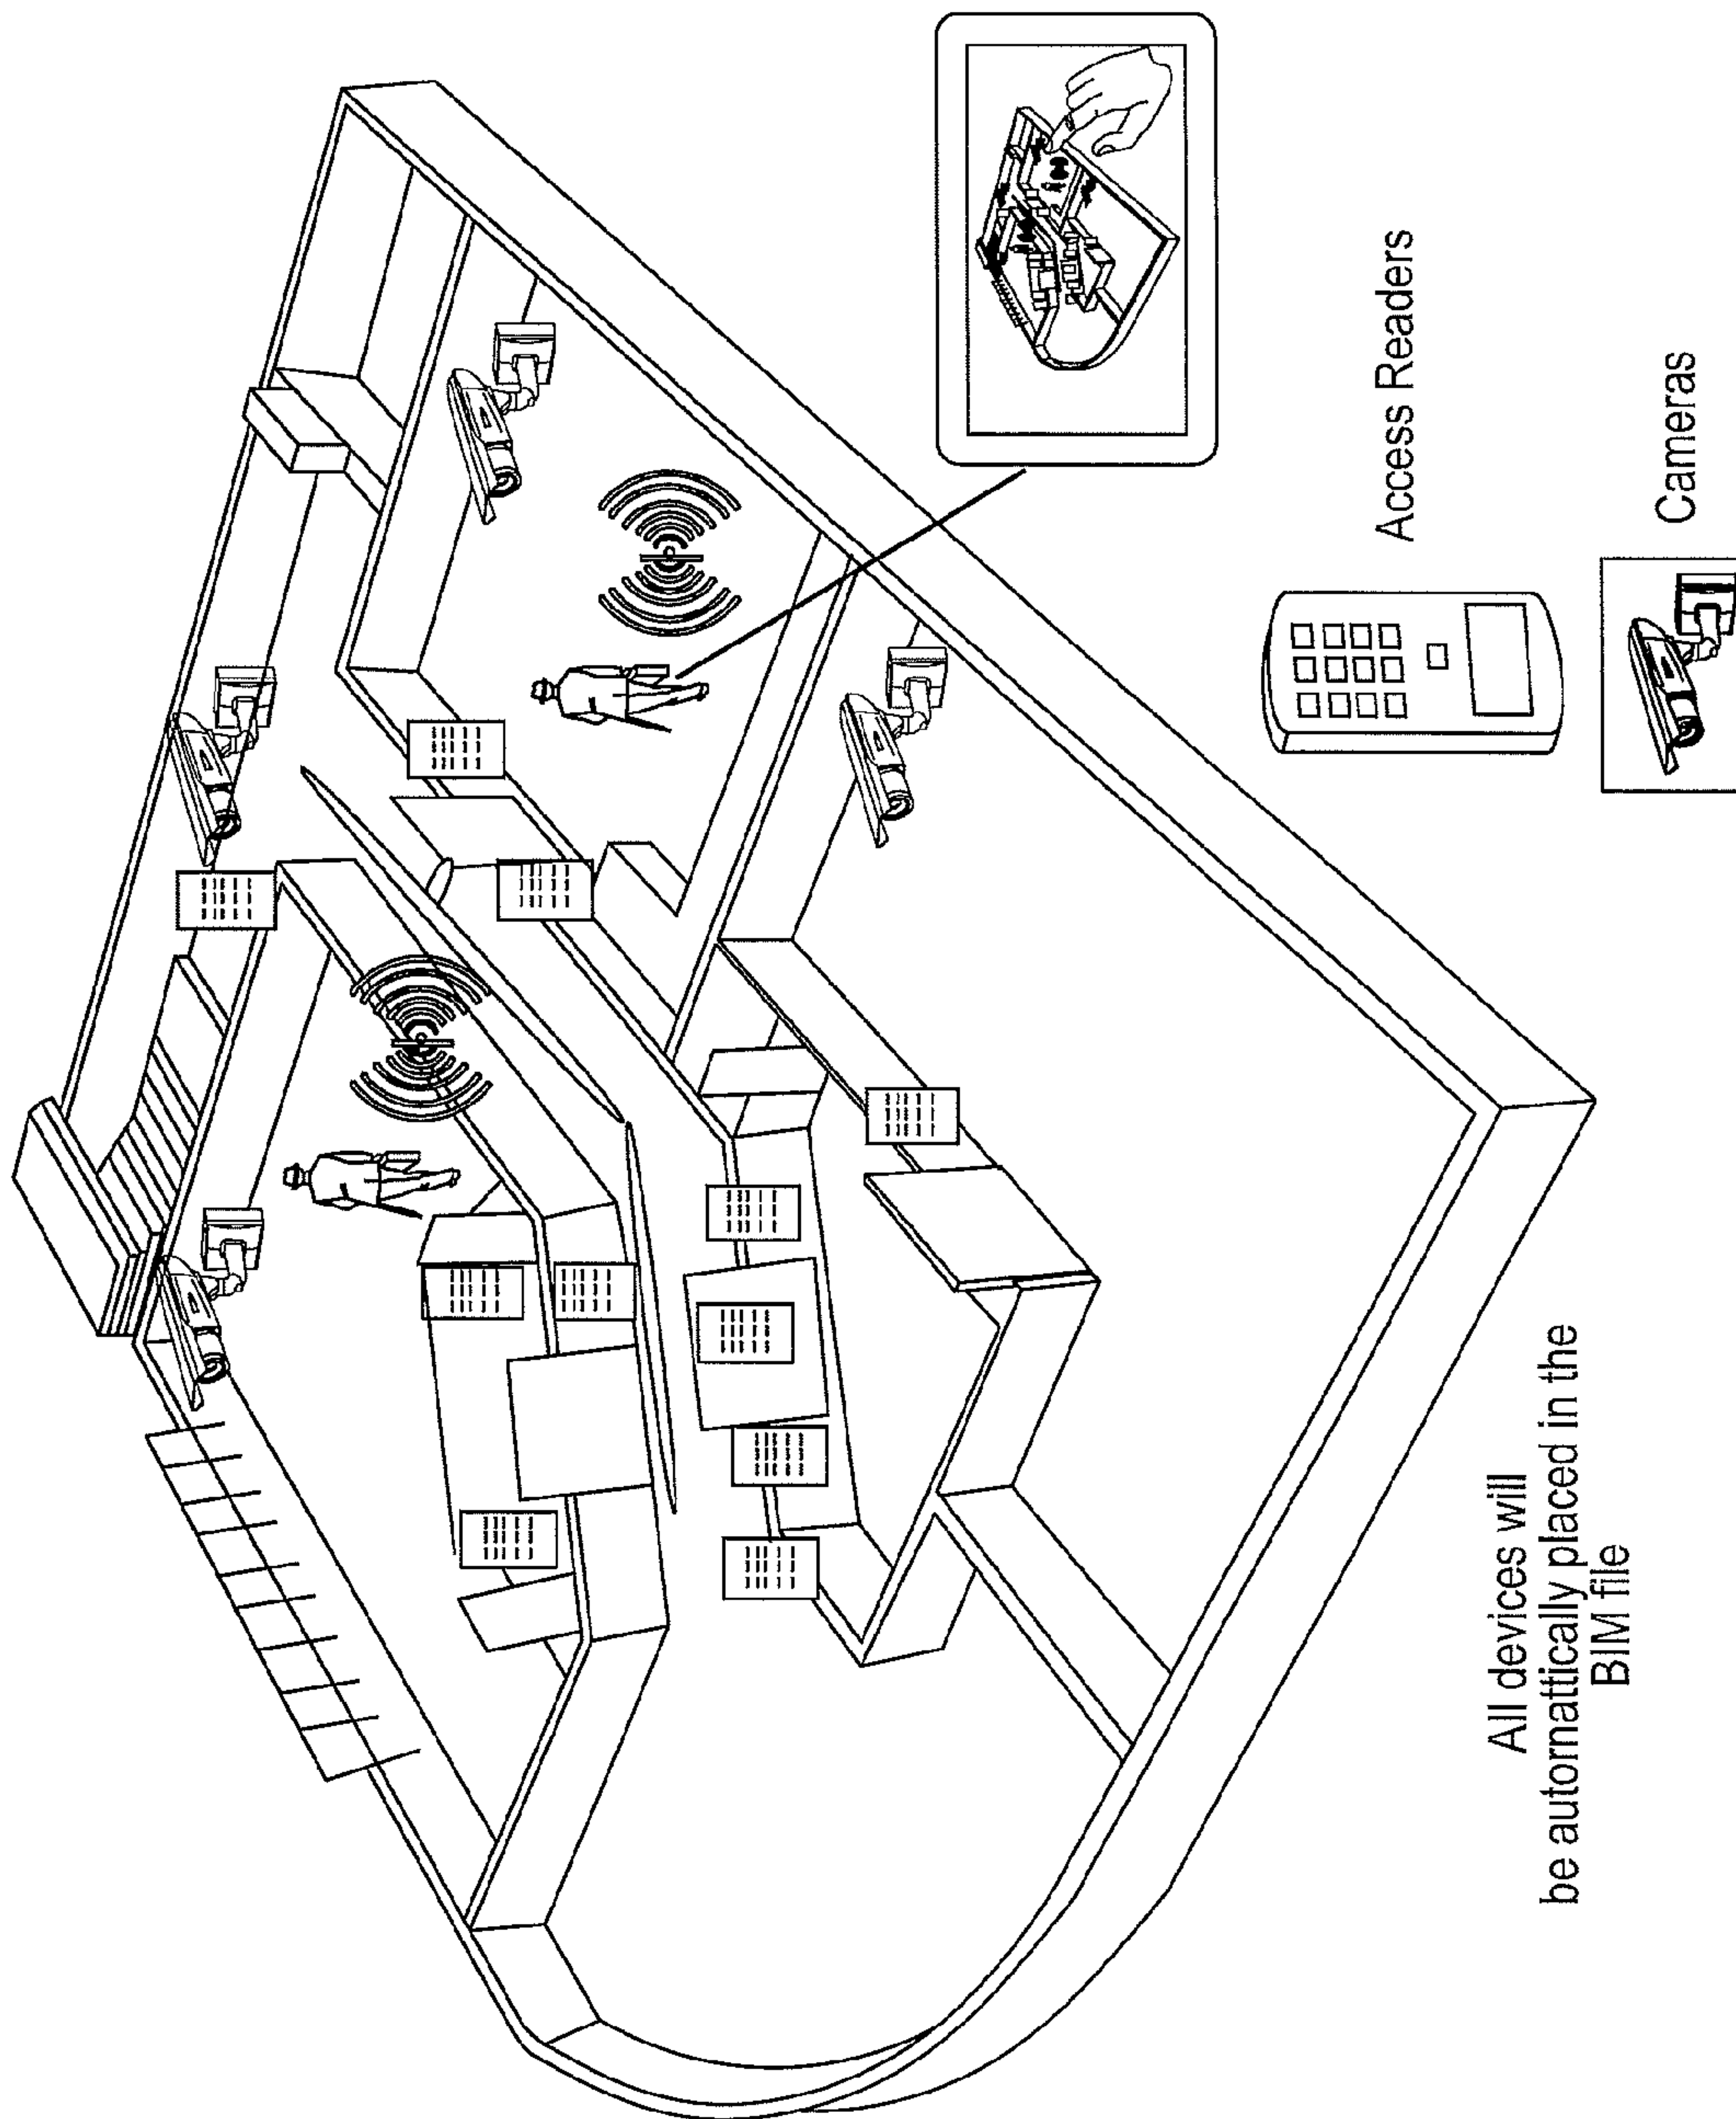 Access Readers
Cameras
All devices will
be automattically placed in the
BIM file